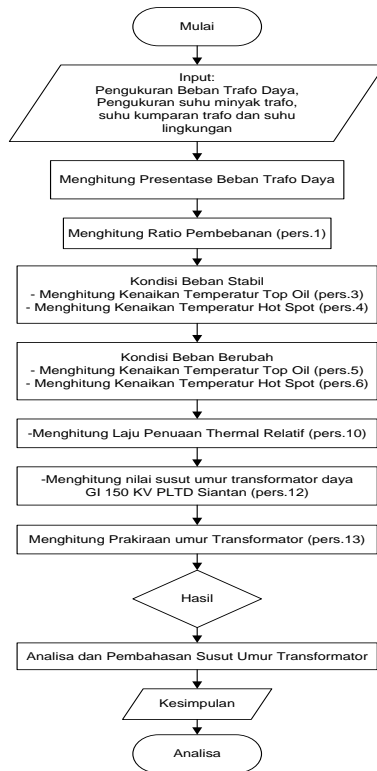 Mulai
Input:
Pengukuran Beban Trafo Daya,
Pengukuran suhu minyak trafo,
suhu kumparan trafo dan suhu
lingkungan
Menghitung Presentase Beban Trafo Daya
Menghitung Ratio Pembebanan (pers.1)
Kondisi Beban Stabil
- Menghitung Kenaikan Temperatur Top Oil (pers.3)
- Menghitung Kenaikan Temperatur Hot Spot (pers.4)
Kondisi Beban Berubah
- Menghitung Kenaikan Temperatur Top Oil (pers.5)
- Menghitung Kenaikan Temperatur Hot Spot (pers.6)
-Menghitung Laju Penuaan Thermal Relatif (pers.10)
-Menghitung nilai susut umur transformator daya
GI 150 KV PLTD Siantan (pers.12)
Menghitung Prakiraan umur Transformator (pers.13)
Hasil
Analisa dan Pembahasan Susut Umur Transformator
Kesimpulan
Analisa